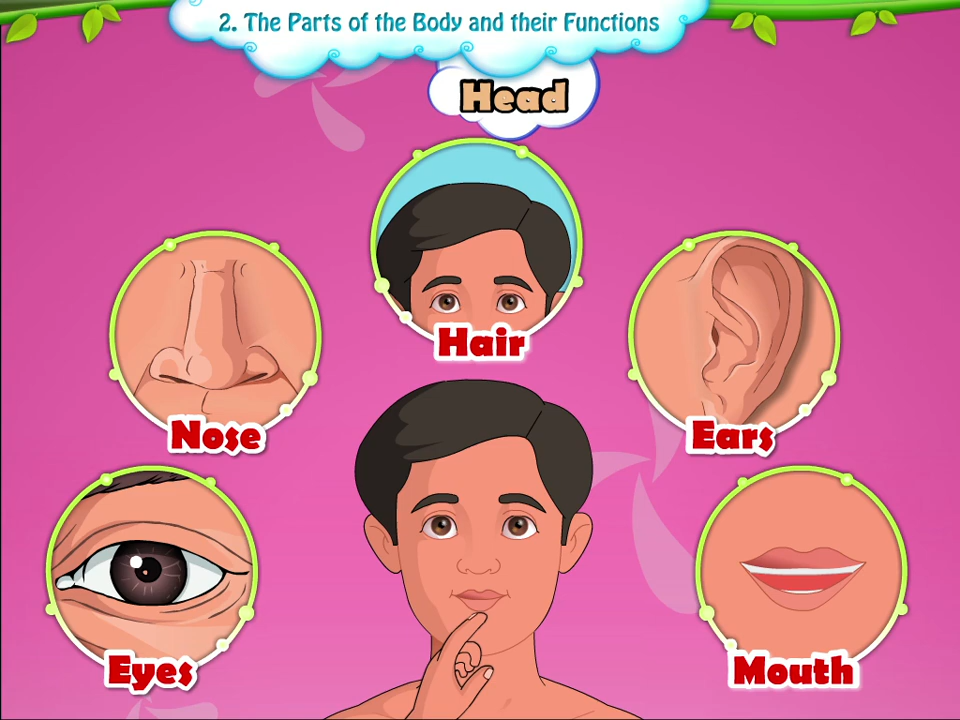 2. The Parts of the Body and their Functions
Head
Hair
Nose
Ears
Eyes
Mouth